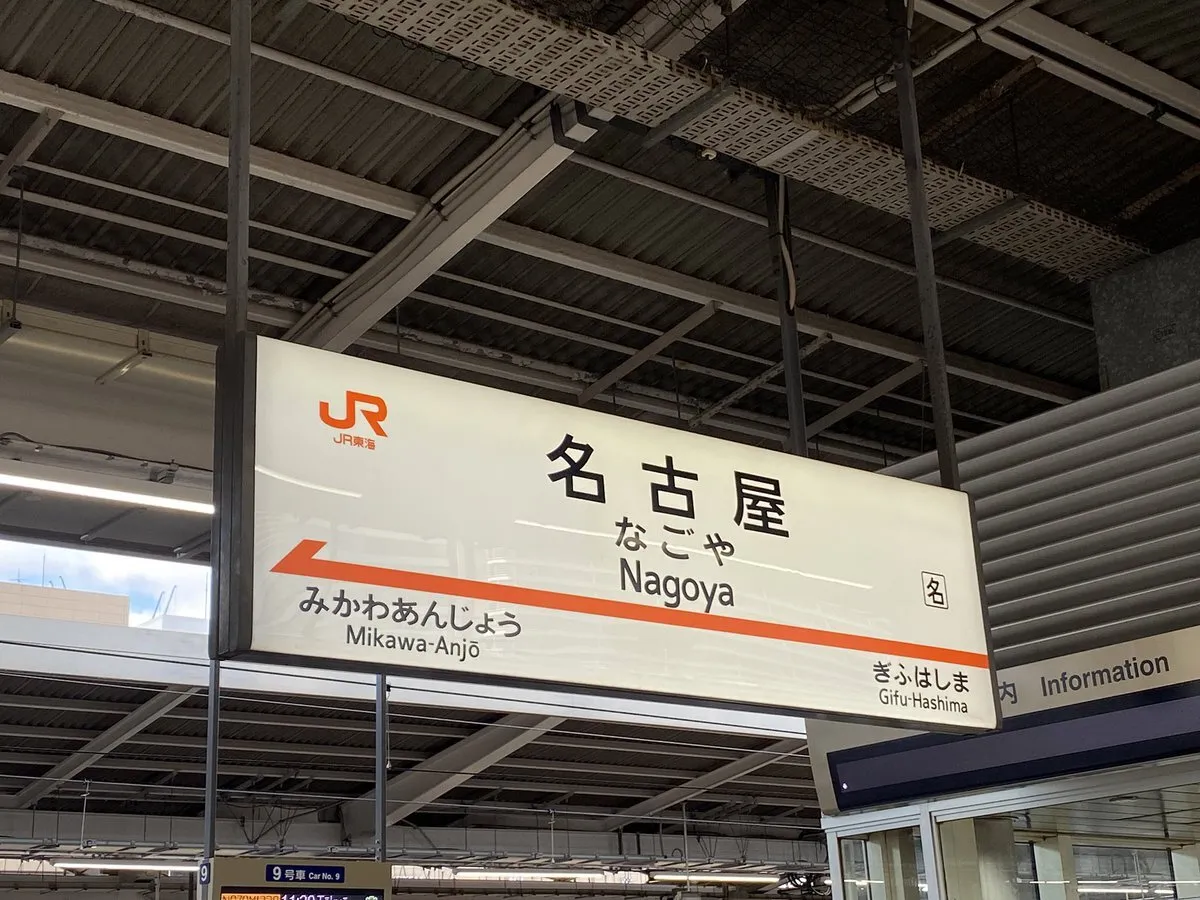 JR
JR東海
名古屋
なごや
Nagoya
名
みかわあんじょう
Mikawa-Anjō
ぎふはしま
Gifu-Hashima
内 Information
9
9号車 Car No. 9